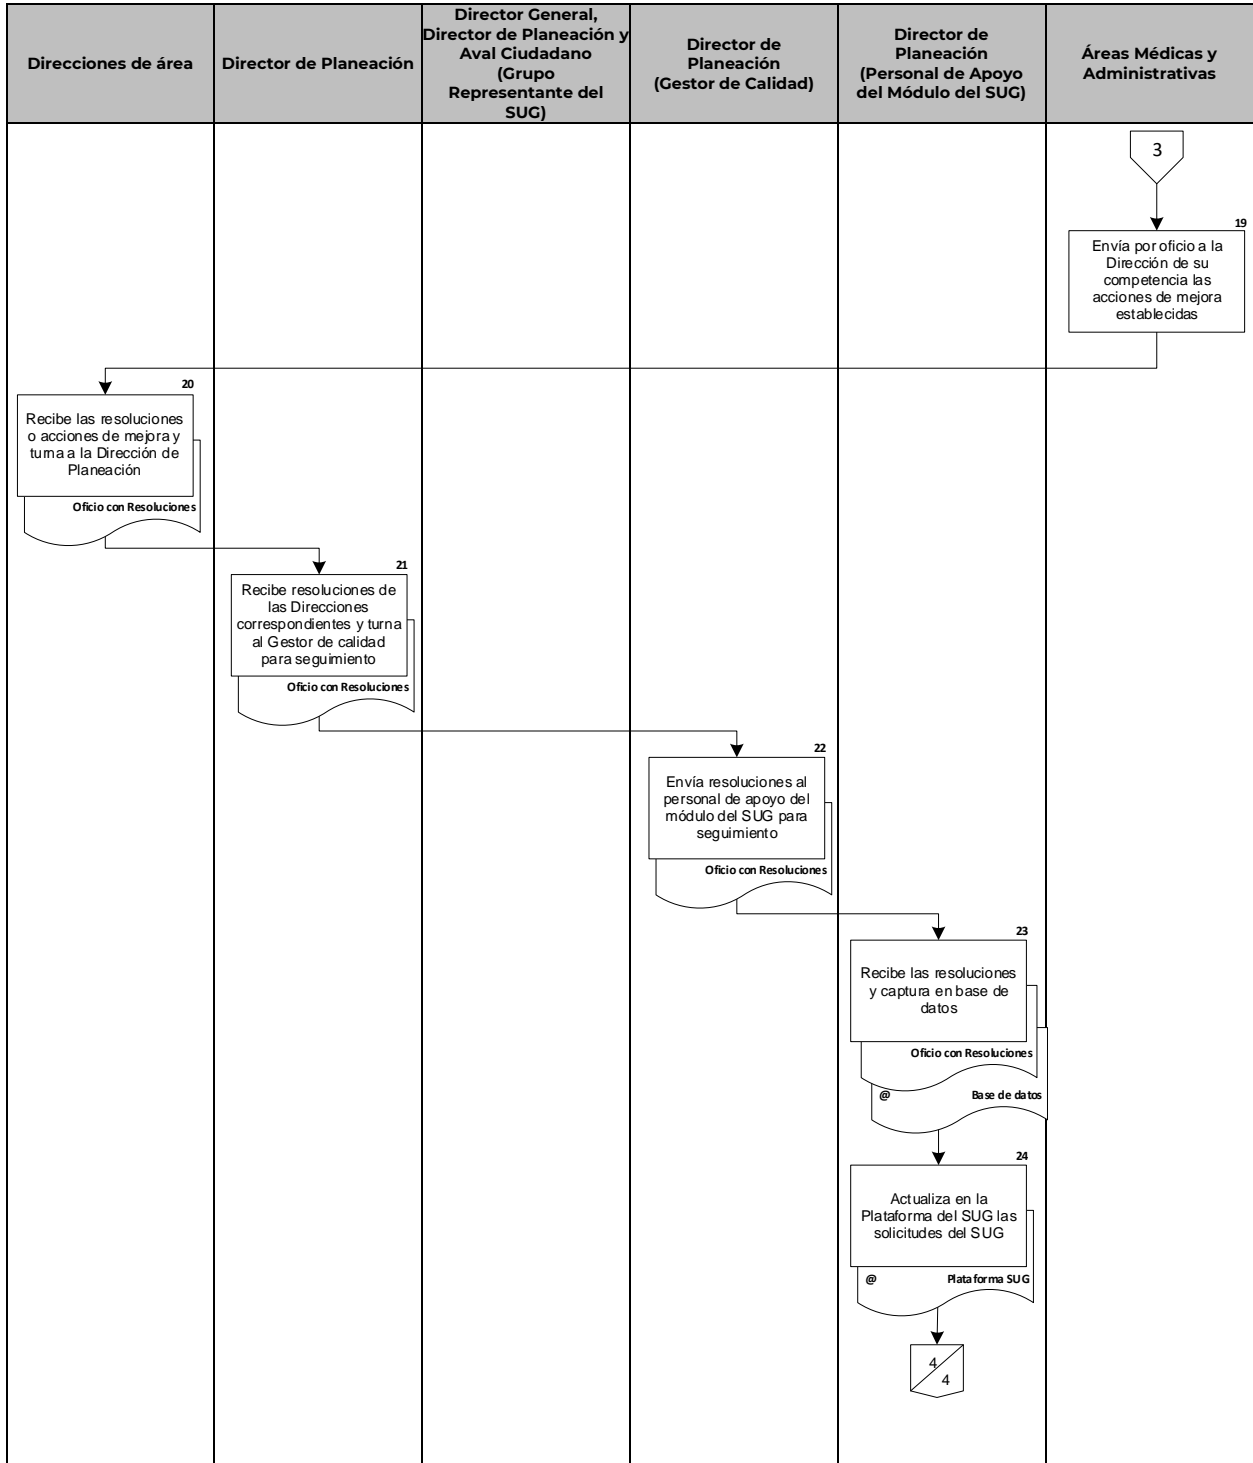 Direcciones de área
Director de Planeación
Director General,
Director de Planeación y
Aval Ciudadano
(Grupo
Representante del
SUG)
Director de
Planeación
(Gestor de Calidad)
Director de
Planeación
(Personal de Apoyo
del Módulo del SUG)
Áreas Médicas y
Administrativas
3
19
Envía por oficio a la
Dirección de su
competencia las
acciones de mejora
establecidas
20
Recibe las resoluciones
o acciones de mejora y
turna a la Dirección de
Planeación
Oficio con Resoluciones
21
Recibe resoluciones de
las Direcciones
correspondientes y turna
al Gestor de calidad
para seguimiento
Oficio con Resoluciones
22
Envía resoluciones al
personal de apoyo del
módulo del SUG para
seguimiento
Oficio con Resoluciones
23
Recibe las resoluciones
y captura en base de
datos
Oficio con Resoluciones
@ Base de datos
24
Actualiza en la
Plataforma del SUG las
solicitudes del SUG
@ Plataforma SUG
4
4